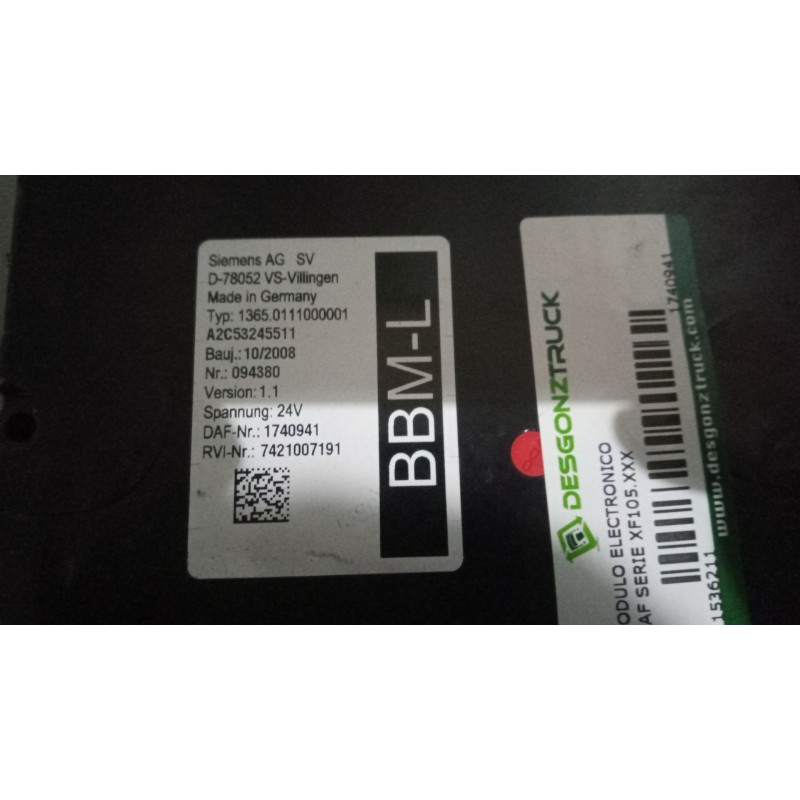 Siemens AG SV
D-78052 VS-Villingen
Made in Germany
Typ: 1365.0111000001
A2C53245511
Bauj.: 10/2008
Nr.: 094380
Version: 1.1
Spannung: 24V
DAF-Nr.: 1740941
RVI-Nr.: 7421007191
BBM-L
DESGONZTRUCK
ODULO ELECTRONICO
AF SERIE XF105.XXX
1536711
1740941
www.desgonztruck.com